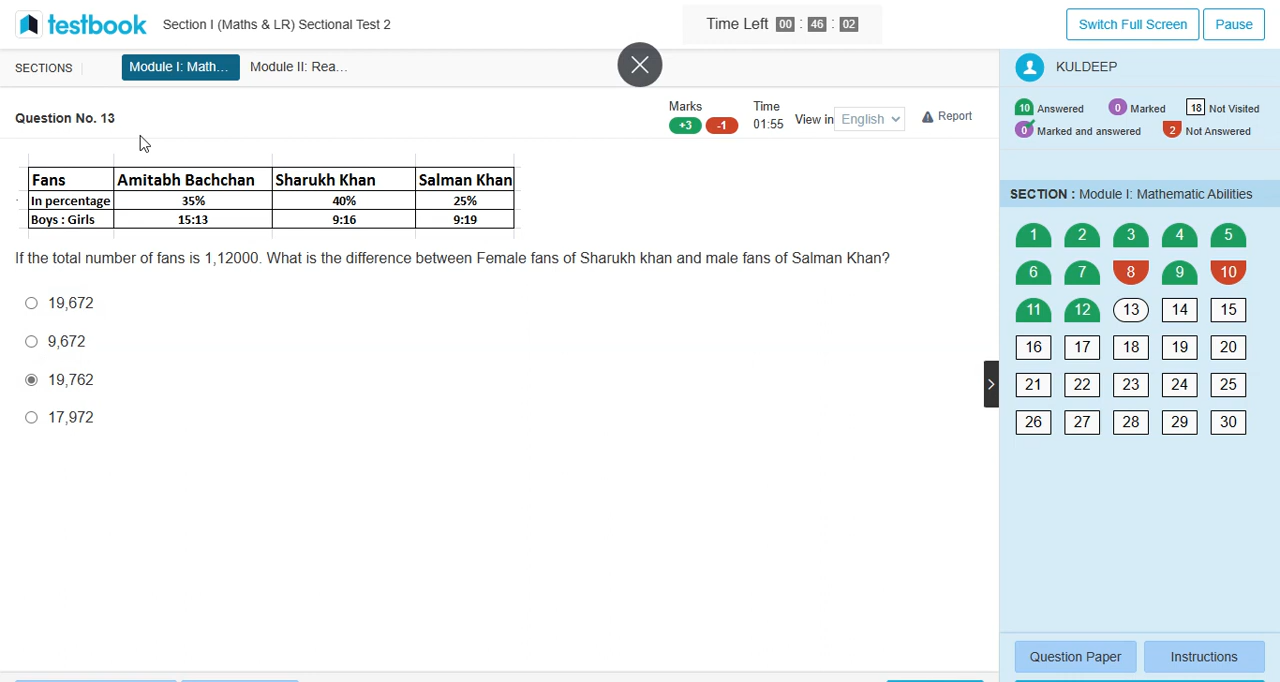 testbook
Section I (Maths & LR) Sectional Test 2
Time Left 00 : 46 : 02
Switch Full Screen
Pause
SECTIONS
Module I: Math...
Module II: Rea...
KULDEEP
Question No. 13
Marks
+3 -1
Time
01:55
View in English
Report
10 Answered
0 Marked
18 Not Visited
0 Marked and answered
2 Not Answered
Fans Amitabh Bachchan Sharukh Khan Salman Khan
In percentage 35% 40% 25%
Boys : Girls 15:13 9:16 9:19
If the total number of fans is 1,12000. What is the difference between Female fans of Sharukh khan and male fans of Salman Khan?
19,672
9,672
19,762
17,972
SECTION : Module I: Mathematic Abilities
1 2 3 4 5
6 7 8 9 10
11 12 13 14 15
16 17 18 19 20
21 22 23 24 25
26 27 28 29 30
Question Paper
Instructions